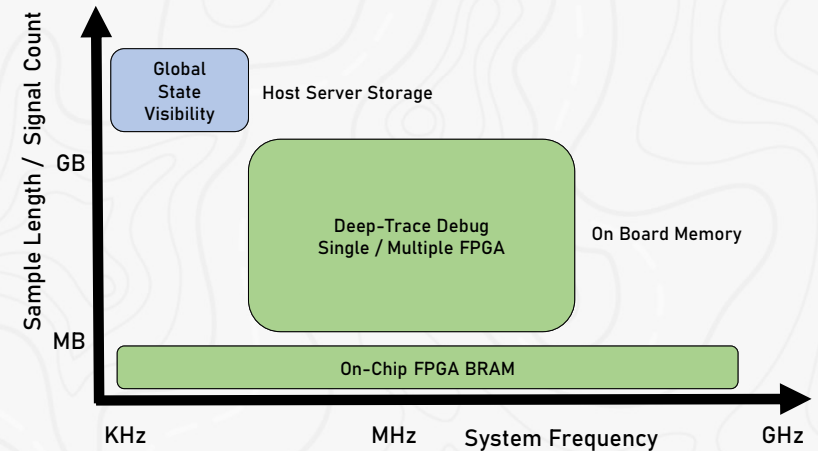 Sample Length / Signal Count
Global
State
Visibility
Host Server Storage
GB
Deep-Trace Debug
Single / Multiple FPGA
On Board Memory
MB
On-Chip FPGA BRAM
KHz
MHz
System Frequency
GHz